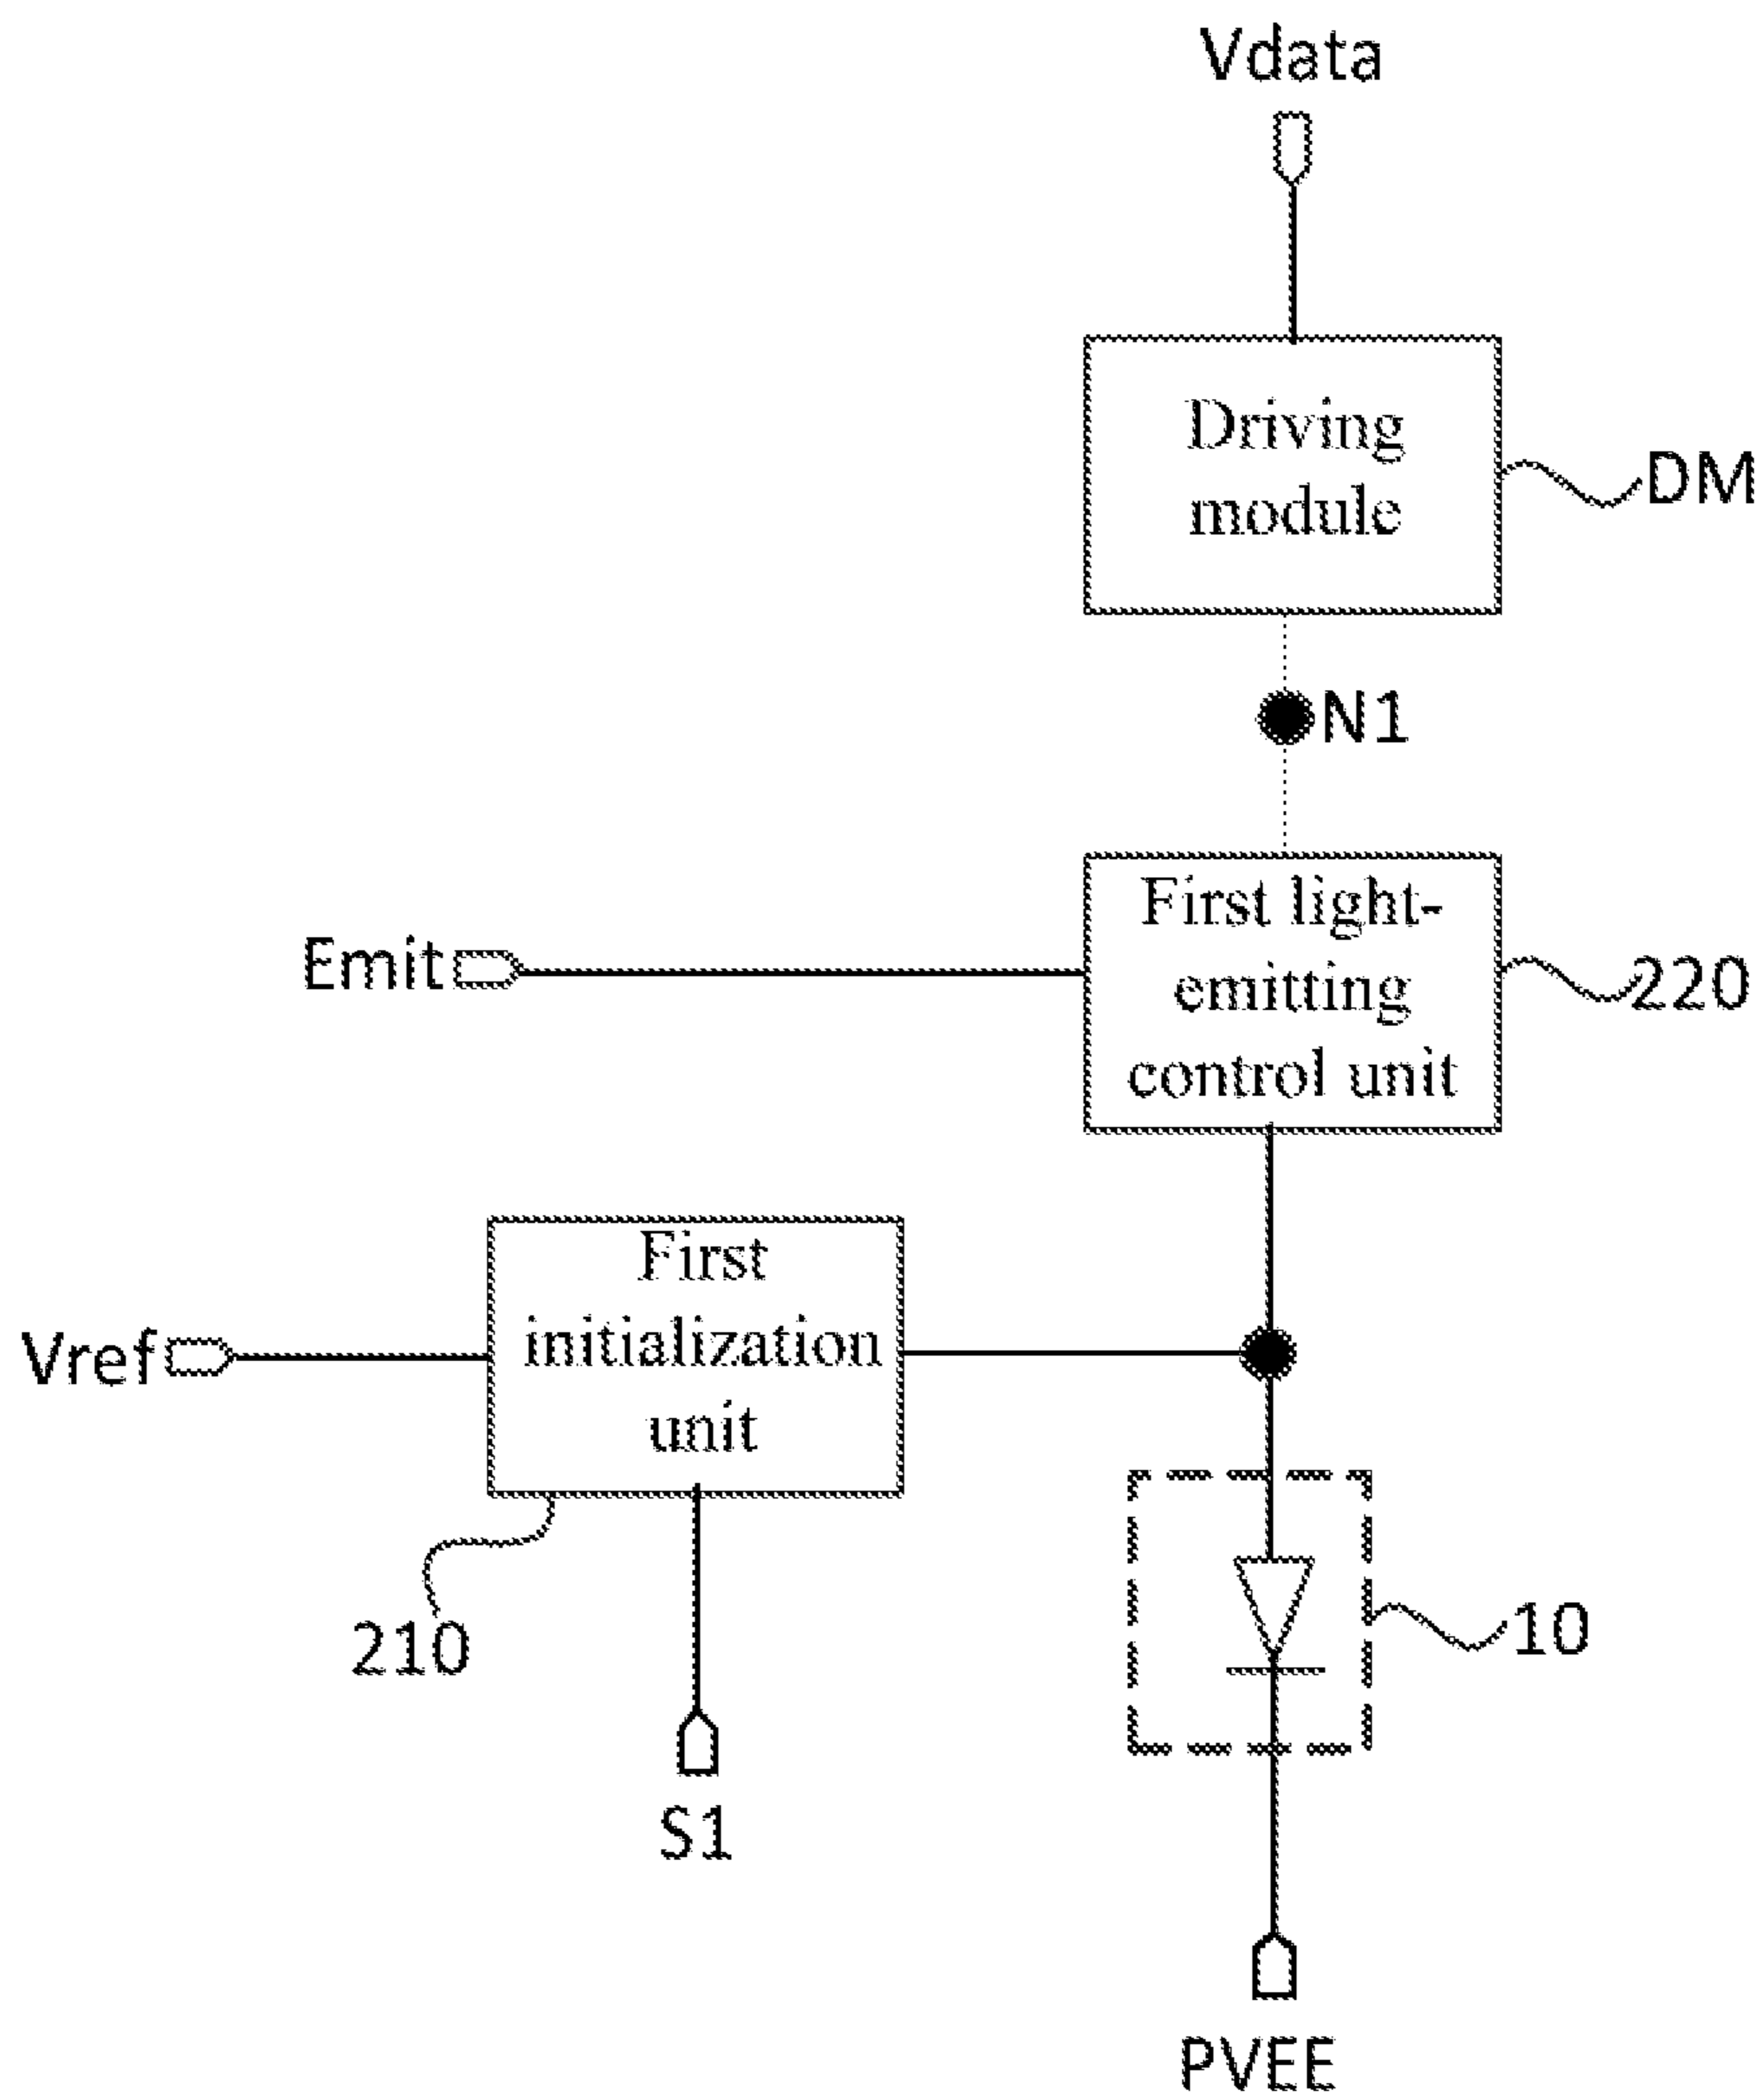 Vdata
Driving
module
DM
N1
First light-
emitting
control unit
Emit
220
First
initialization
unit
Vref
210
S1
10
PVEE